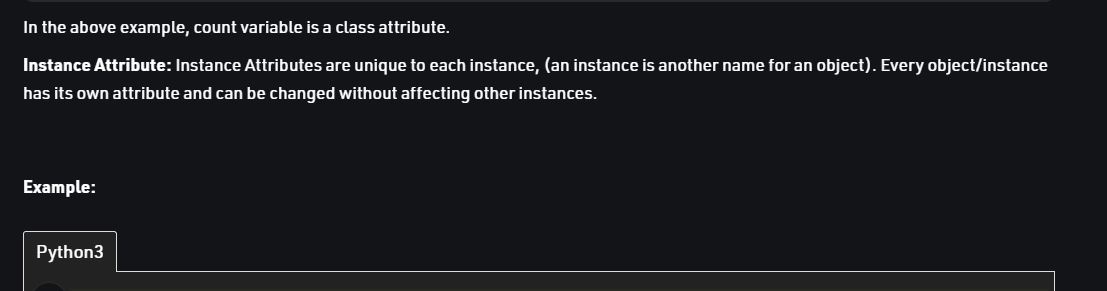 In the above example, count variable is a class attribute.
Instance Attribute: Instance Attributes are unique to each instance, (an instance is another name for an object). Every object/instance
has its own attribute and can be changed without affecting other instances.
Example:
Python3